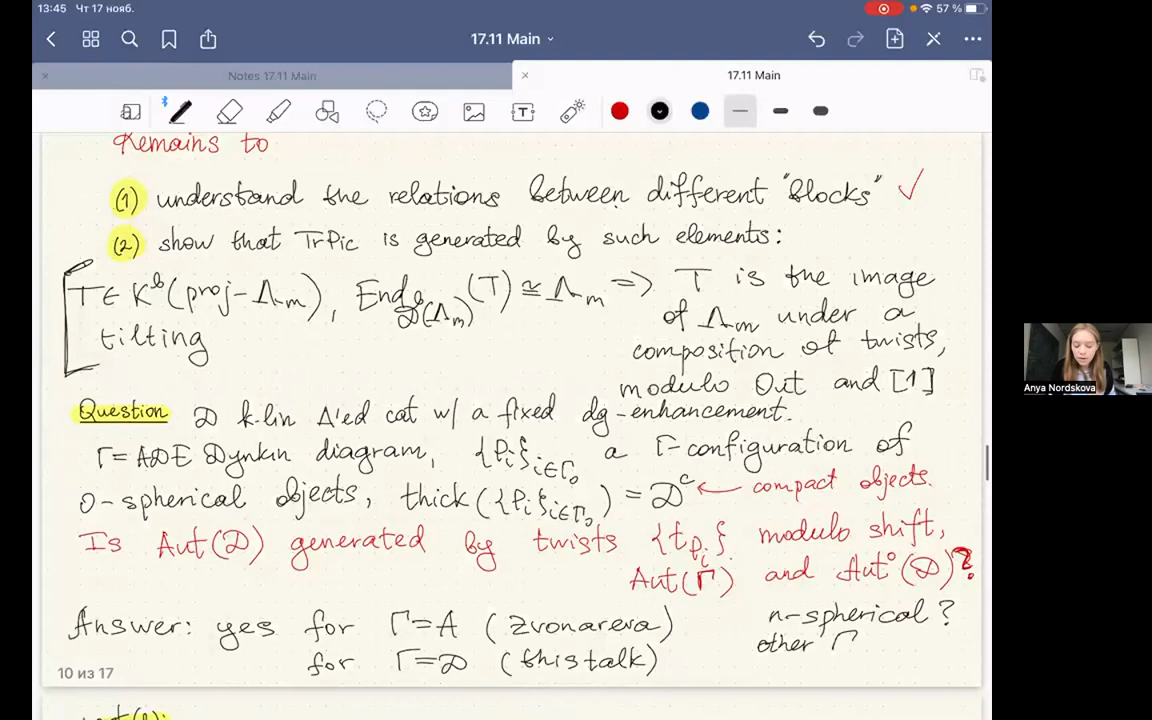 13:45 Чт 17 нояб.
57 %
17.11 Main
Notes 17.11 Main
17.11 Main
Remains to
(1) understand the relations between different "Blocks" ✓
(2) show that TrPic is generated by such elements:
T ∈ K^b(proj-Λ_m), End_{D^b(Λ_m)}(T) ≅ Λ_m ⇒ T is the image
tilting
of Λ_m under a
composition of twists,
modulo Out and [1]
Question D k-lin Δ'ed cat w/ a fixed dg-enhancement.
Γ = ADE Dynkin diagram, {P_i}_{i∈Γ_0} a Γ-configuration of
0-spherical objects, thick({P_i}_{i∈Γ_0}) = D^c ← compact objects.
Is Aut(D) generated by twists {t_{P_i}} modulo shift,
Aut(Γ) and Aut°(D)?
Answer: yes for Γ=A (Zvonareva)
for Γ=D (this talk)
n-spherical?
other Γ
10 из 17
Anya Nordskova